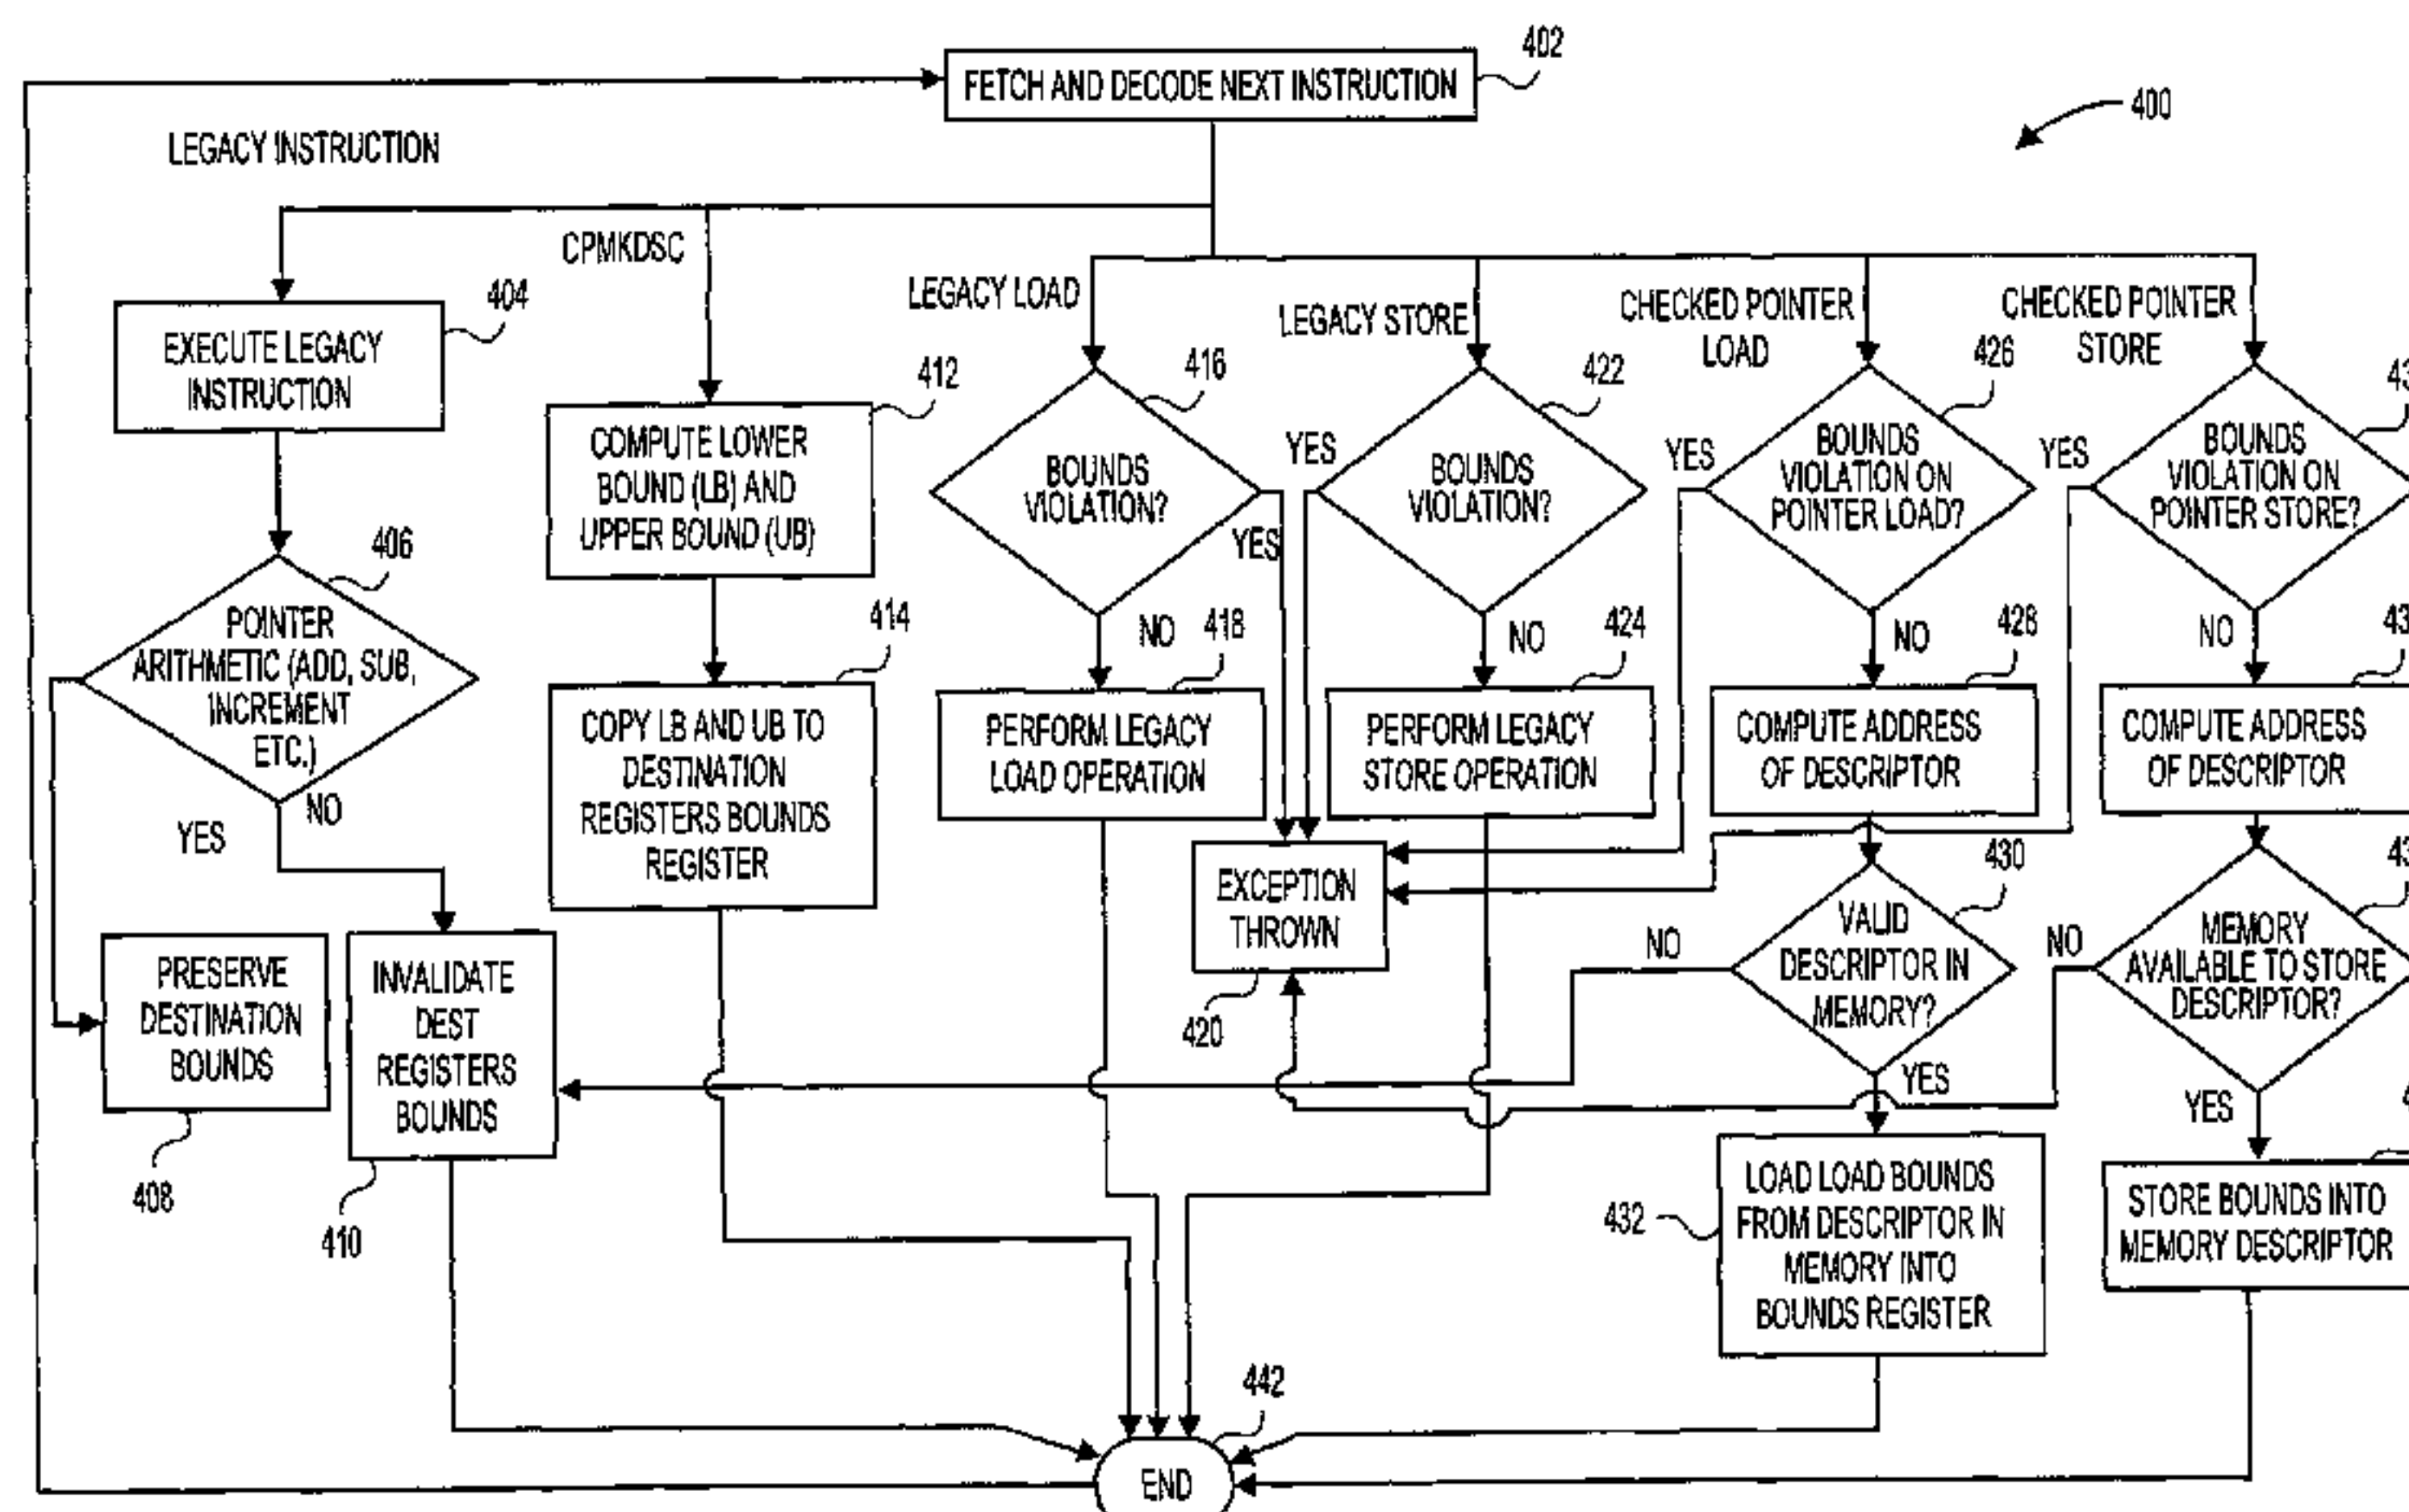 402
FETCH AND DECODE NEXT INSTRUCTION
400
LEGACY INSTRUCTION
CPMKDSC
LEGACY LOAD
LEGACY STORE
CHECKED POINTER
LOAD
CHECKED POINTER
STORE
404
EXECUTE LEGACY
INSTRUCTION
406
POINTER
ARITHMETIC (ADD, SUB,
INCREMENT
ETC.)
YES
NO
PRESERVE
DESTINATION
BOUNDS
408
INVALIDATE
DEST
REGISTERS
BOUNDS
410
412
COMPUTE LOWER
BOUND (LB) AND
UPPER BOUND (UB)
414
COPY LB AND UB TO
DESTINATION
REGISTERS BOUNDS
REGISTER
416
BOUNDS
VIOLATION?
YES
NO
418
PERFORM LEGACY
LOAD OPERATION
EXCEPTION
THROWN
420
422
YES
BOUNDS
VIOLATION?
NO
424
PERFORM LEGACY
STORE OPERATION
426
YES
BOUNDS
VIOLATION ON
POINTER LOAD?
NO
428
COMPUTE ADDRESS
OF DESCRIPTOR
430
NO
VALID
DESCRIPTOR IN
MEMORY?
YES
432
LOAD LOAD BOUNDS
FROM DESCRIPTOR IN
MEMORY INTO
BOUNDS REGISTER
YES
BOUNDS
VIOLATION ON
POINTER STORE?
NO
COMPUTE ADDRESS
OF DESCRIPTOR
NO
MEMORY
AVAILABLE TO STORE
DESCRIPTOR?
YES
STORE BOUNDS INTO
MEMORY DESCRIPTOR
442
END